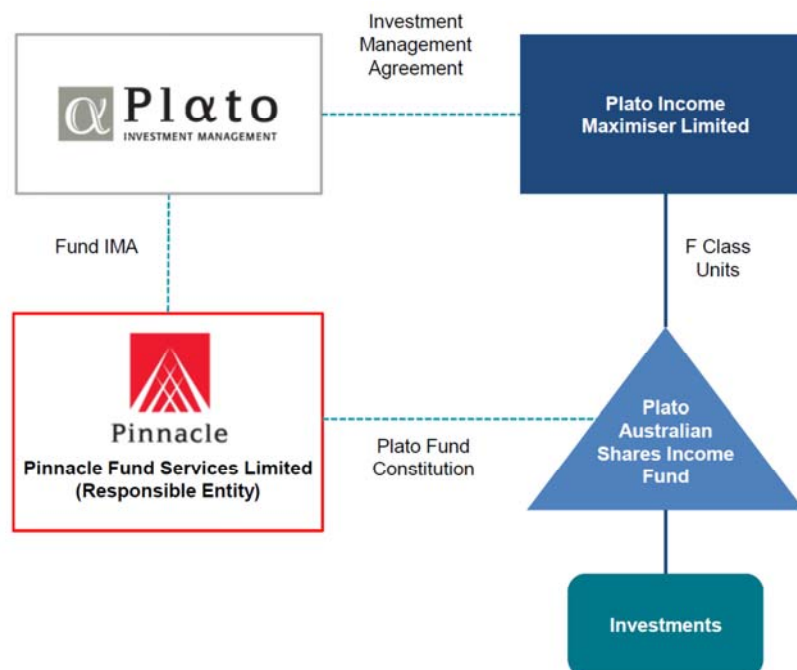 Investment
Management
Agreement
α Plαto
INVESTMENT MANAGEMENT
Plato Income
Maximiser Limited
Fund IMA
F Class
Units
Pinnacle
Pinnacle Fund Services Limited
(Responsible Entity)
Plato Fund
Constitution
Plato
Australian
Shares Income
Fund
Investments